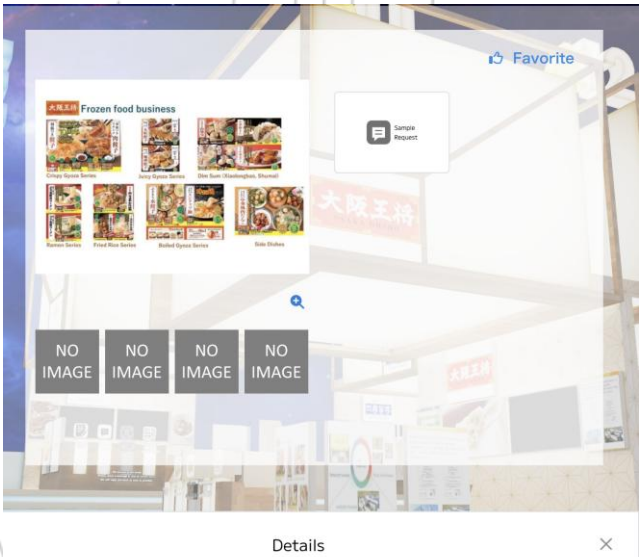 Favorite
大阪王将 Frozen food business
Crispy Gyoza Series
Juicy Gyoza Series
Dim Sum (Xiaolongbao, Shumai)
Ramen Series
Fried Rice Series
Boiled Gyoza Series
Side Dishes
Sample
Request
大阪王将
大阪王将
NO
IMAGE
NO
IMAGE
NO
IMAGE
NO
IMAGE
Details